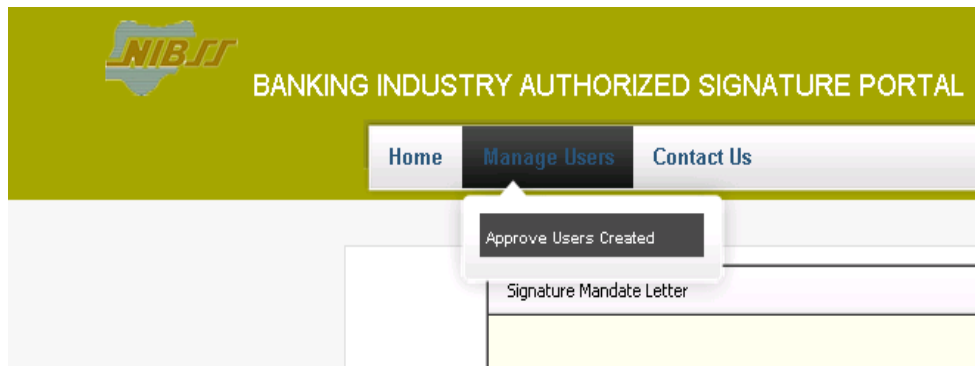 NIBSS
BANKING INDUSTRY AUTHORIZED SIGNATURE PORTAL
Home Manage Users Contact Us
Approve Users Created
Signature Mandate Letter